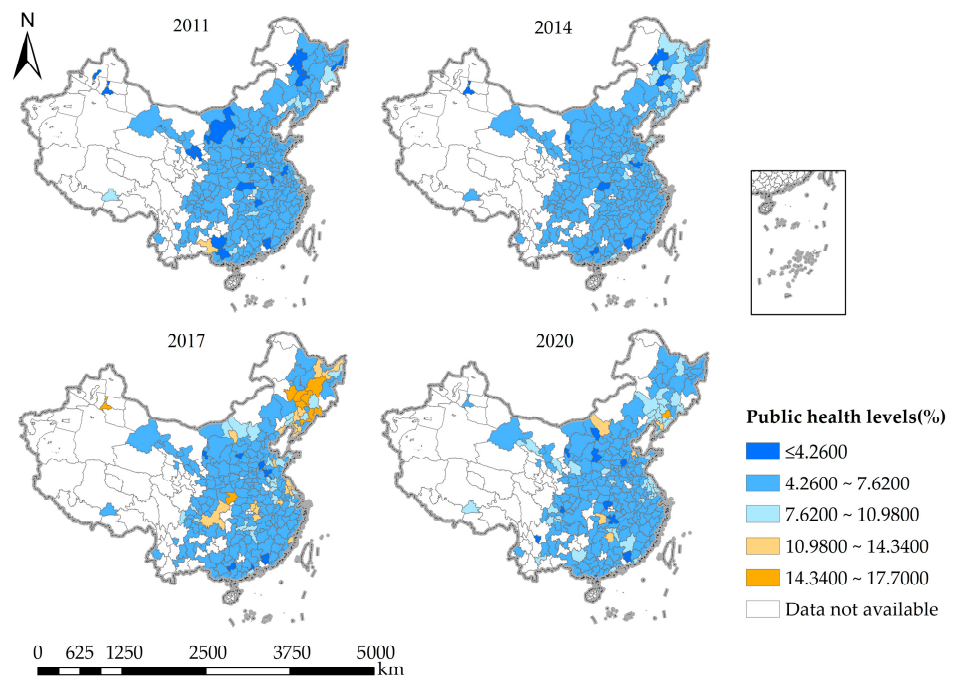 N
2011
2014
2017
2020
Public health levels(%)
≤4.2600
4.2600 ~ 7.6200
7.6200 ~ 10.9800
10.9800 ~ 14.3400
14.3400 ~ 17.7000
Data not available
0 625 1250 2500 3750 5000
km